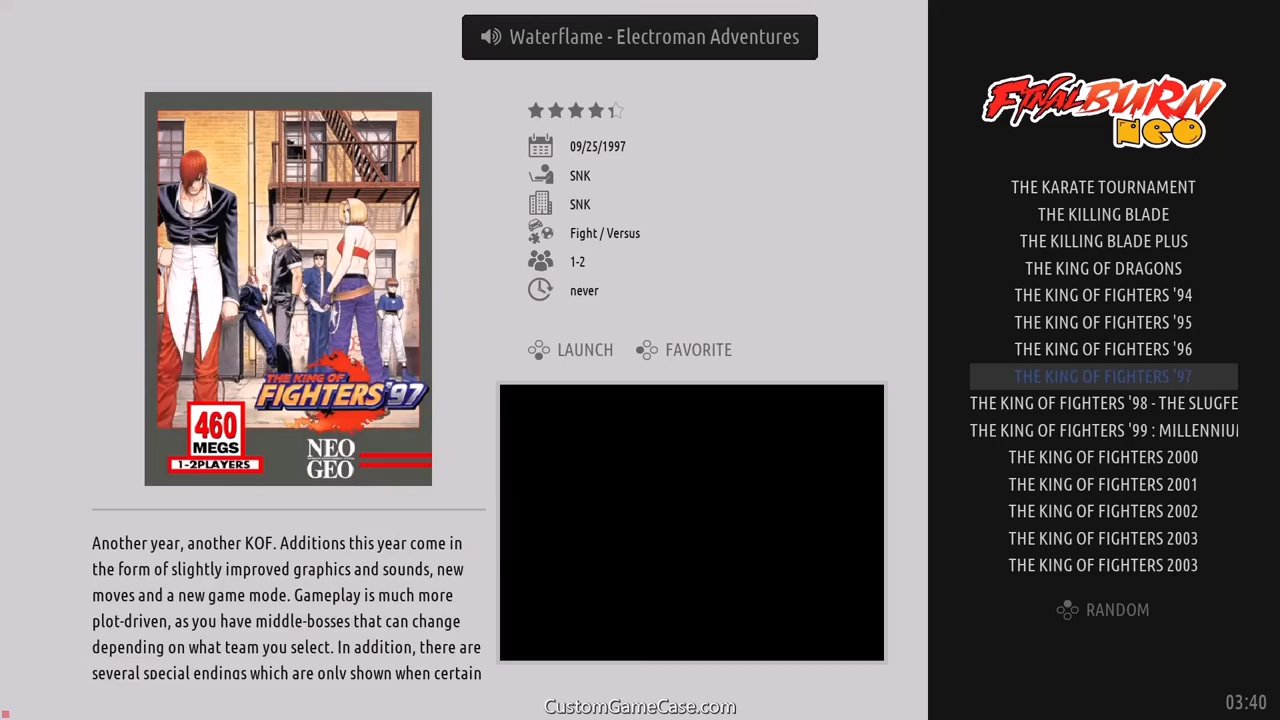 Waterflame - Electroman Adventures
THE KING OF
FIGHTERS '97
460
MEGS
1-2PLAYERS
NEO
GEO
09/25/1997
SNK
SNK
Fight / Versus
1-2
never
LAUNCH
FAVORITE
Another year, another KOF. Additions this year come in
the form of slightly improved graphics and sounds, new
moves and a new game mode. Gameplay is much more
plot-driven, as you have middle-bosses that can change
depending on what team you select. In addition, there are
several special endings which are only shown when certain
CustomGameCase.com
FINALBURN
NEO
THE KARATE TOURNAMENT
THE KILLING BLADE
THE KILLING BLADE PLUS
THE KING OF DRAGONS
THE KING OF FIGHTERS '94
THE KING OF FIGHTERS '95
THE KING OF FIGHTERS '96
THE KING OF FIGHTERS '97
THE KING OF FIGHTERS '98 - THE SLUGFE
THE KING OF FIGHTERS '99 : MILLENNIU
THE KING OF FIGHTERS 2000
THE KING OF FIGHTERS 2001
THE KING OF FIGHTERS 2002
THE KING OF FIGHTERS 2003
THE KING OF FIGHTERS 2003
RANDOM
03:40